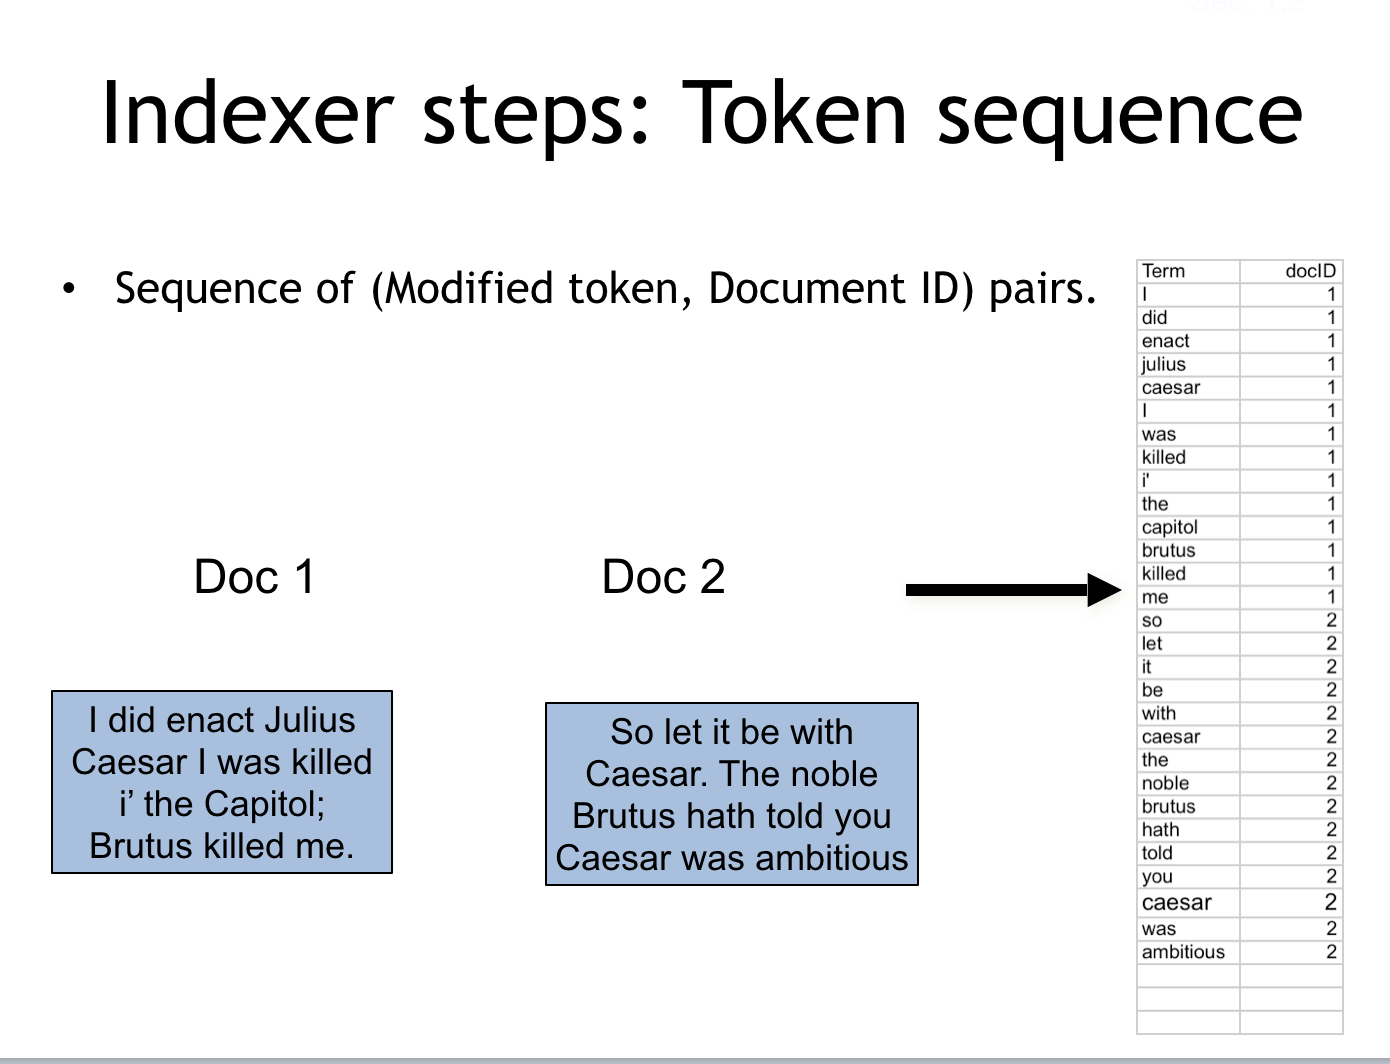 Indexer steps: Token sequence
• Sequence of (Modified token, Document ID) pairs.
Doc 1
I did enact Julius
Caesar I was killed
i’ the Capitol;
Brutus killed me.
Doc 2
So let it be with
Caesar. The noble
Brutus hath told you
Caesar was ambitious
Term docID
I 1
did 1
enact 1
julius 1
caesar 1
I 1
was 1
killed 1
i' 1
the 1
capitol 1
brutus 1
killed 1
me 1
so 2
let 2
it 2
be 2
with 2
caesar 2
the 2
noble 2
brutus 2
hath 2
told 2
you 2
caesar 2
was 2
ambitious 2